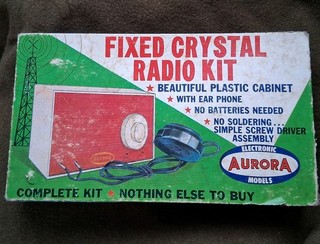 FIXED CRYSTAL
RADIO KIT
★ BEAUTIFUL PLASTIC CABINET
★ WITH EAR PHONE
★ NO BATTERIES NEEDED
★ NO SOLDERING...
SIMPLE SCREW DRIVER
ASSEMBLY
ELECTRONIC
AURORA
MODELS
COMPLETE KIT ★ NOTHING ELSE TO BUY